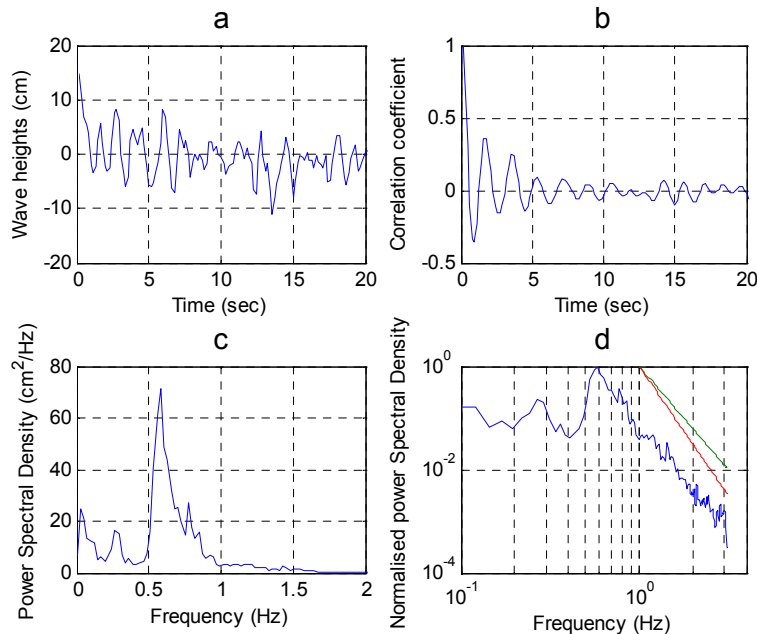 a
20
10
0
-10
-20
Wave heights (cm)
0 5 10 15 20
Time (sec)
b
1
0.5
0
-0.5
Correlation coefficient
0 5 10 15 20
Time (sec)
c
80
60
40
20
0
Power Spectral Density (cm²/Hz)
0 0.5 1 1.5 2
Frequency (Hz)
d
10⁰
10⁻²
10⁻⁴
Normalised power Spectral Density
10⁻¹ 10⁰
Frequency (Hz)